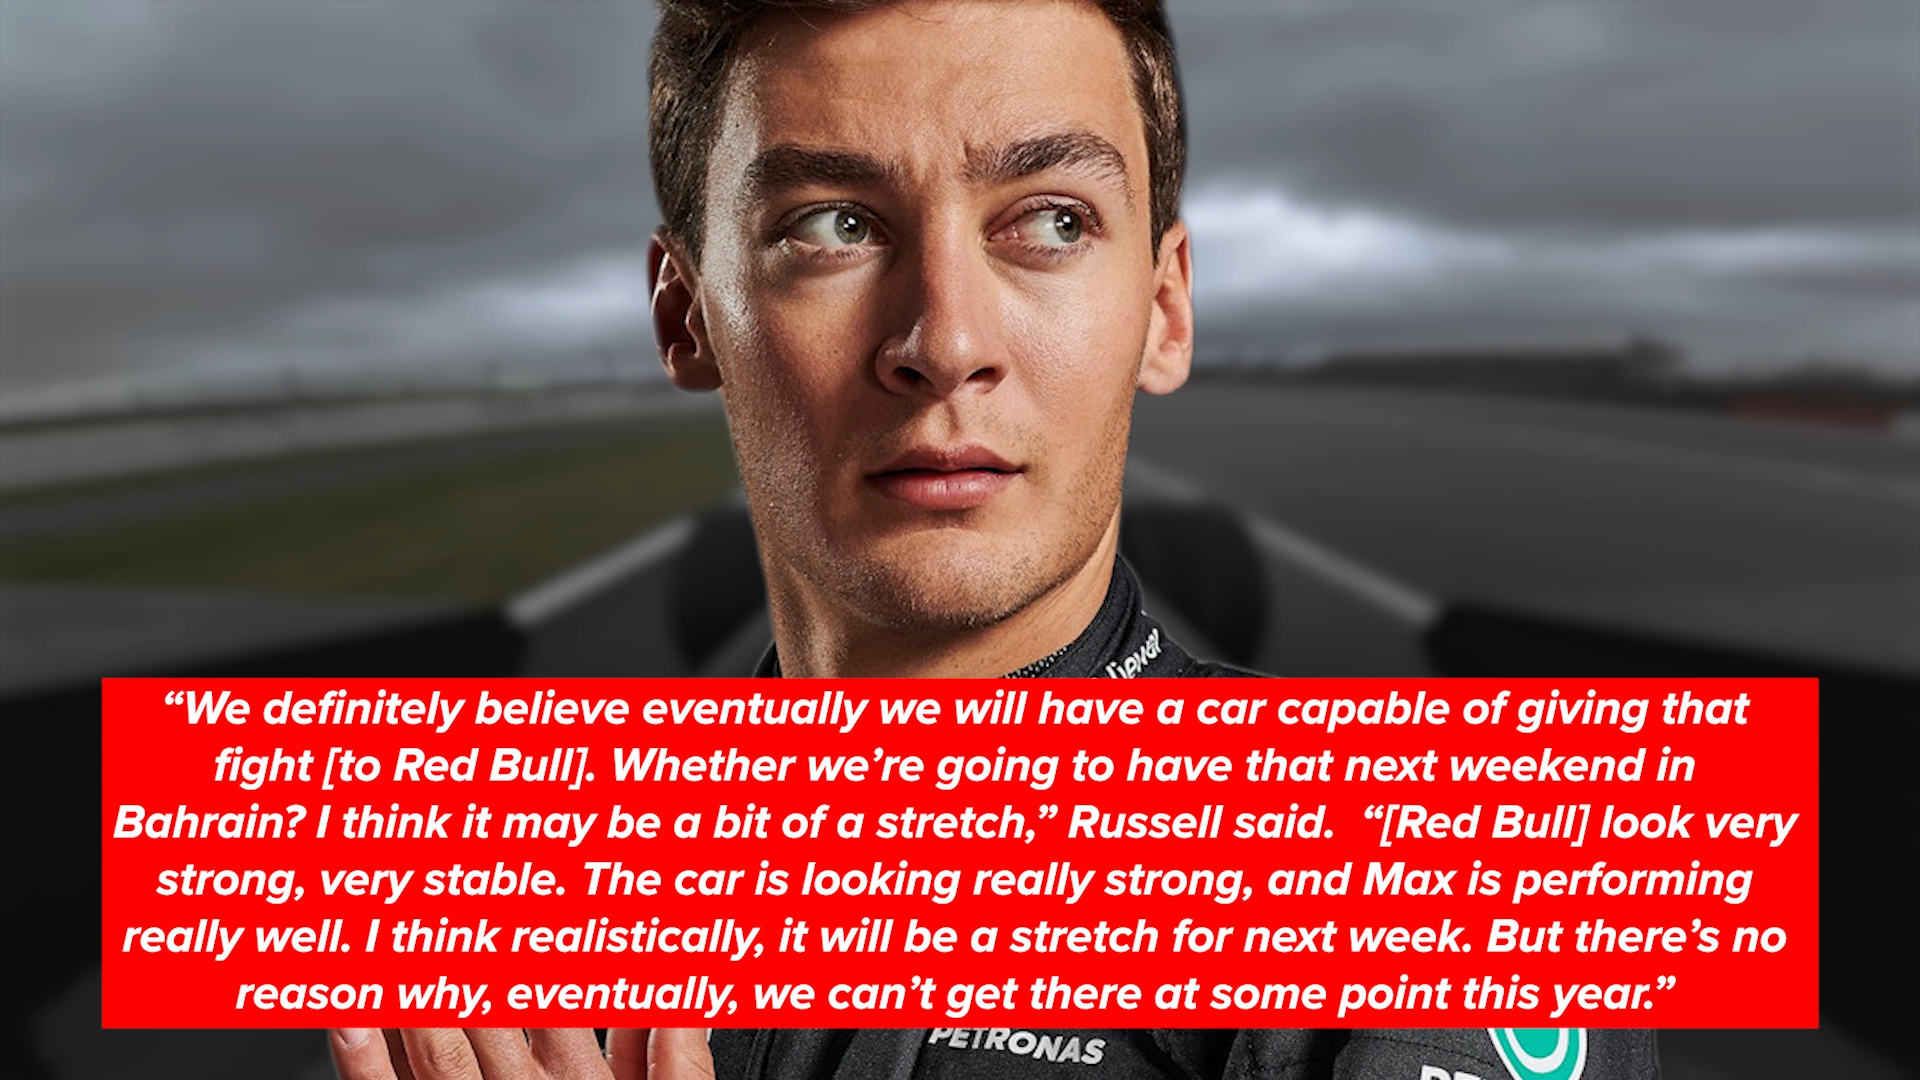 “We definitely believe eventually we will have a car capable of giving that
fight [to Red Bull]. Whether we’re going to have that next weekend in
Bahrain? I think it may be a bit of a stretch,” Russell said.  “[Red Bull] look very
strong, very stable. The car is looking really strong, and Max is performing
really well. I think realistically, it will be a stretch for next week. But there’s no
reason why, eventually, we can’t get there at some point this year.”
PETRONAS